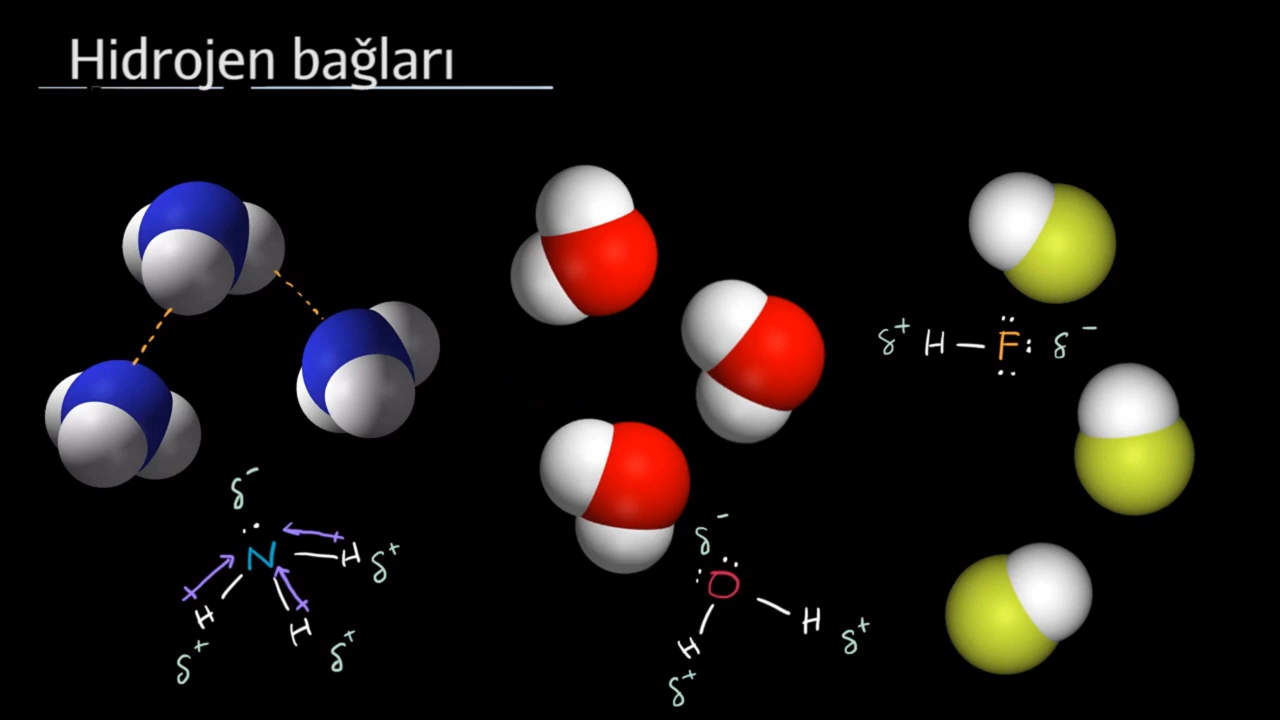 Hidrojen bağları
δ⁺ H — F: δ⁻
δ⁻
N H δ⁺
H H
δ⁺ δ⁺
δ⁻
O
H δ⁺
H
δ⁺